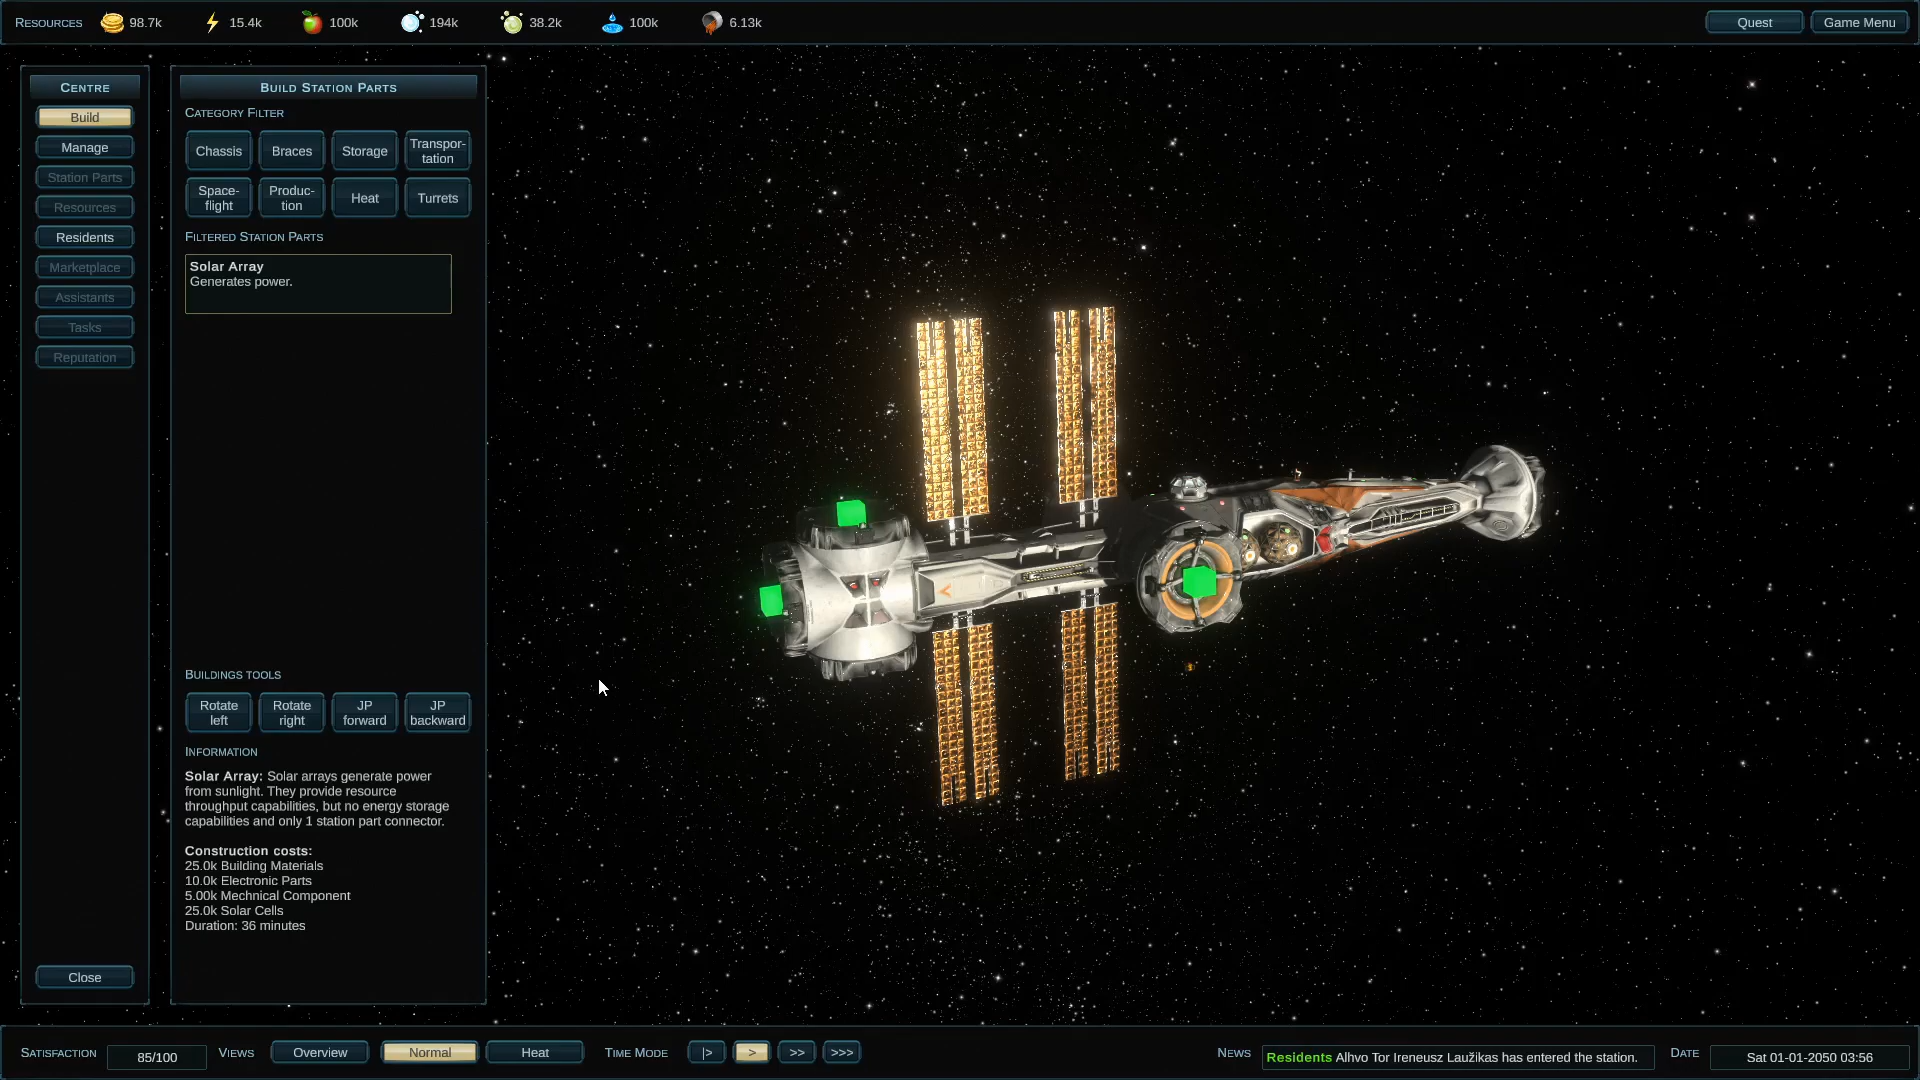 Resources 98.7k 15.4k 100k 194k 38.2k 100k 6.13k Quest Game Menu
Centre
Build
Manage
Station Parts
Resources
Residents
Marketplace
Assistants
Tasks
Reputation
Close
Build Station Parts
Category Filter
Chassis Braces Storage Transpor-
tation
Space-
flight Produc-
tion Heat Turrets
Filtered Station Parts
Solar Array
Generates power.
Buildings tools
Rotate
left Rotate
right JP
forward JP
backward
Information
Solar Array: Solar arrays generate power
from sunlight. They provide resource
throughput capabilities, but no energy storage
capabilities and only 1 station part connector.
Construction costs:
25.0k Building Materials
10.0k Electronic Parts
5.00k Mechnical Component
25.0k Solar Cells
Duration: 36 minutes
Satisfaction 85/100 Views Overview Normal Heat Time Mode |> > >> >>> News Residents Alhvo Tor Ireneusz Laužikas has entered the station. Date Sat 01-01-2050 03:56